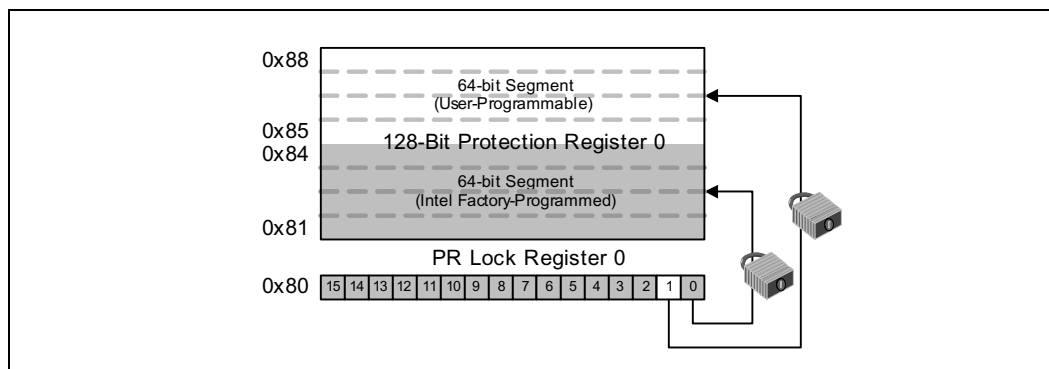 0x88
64-bit Segment
(User-Programmable)
0x85
128-Bit Protection Register 0
0x84
64-bit Segment
(Intel Factory-Programmed)
0x81
PR Lock Register 0
0x80 15 14 13 12 11 10 9 8 7 6 5 4 3 2 1 0